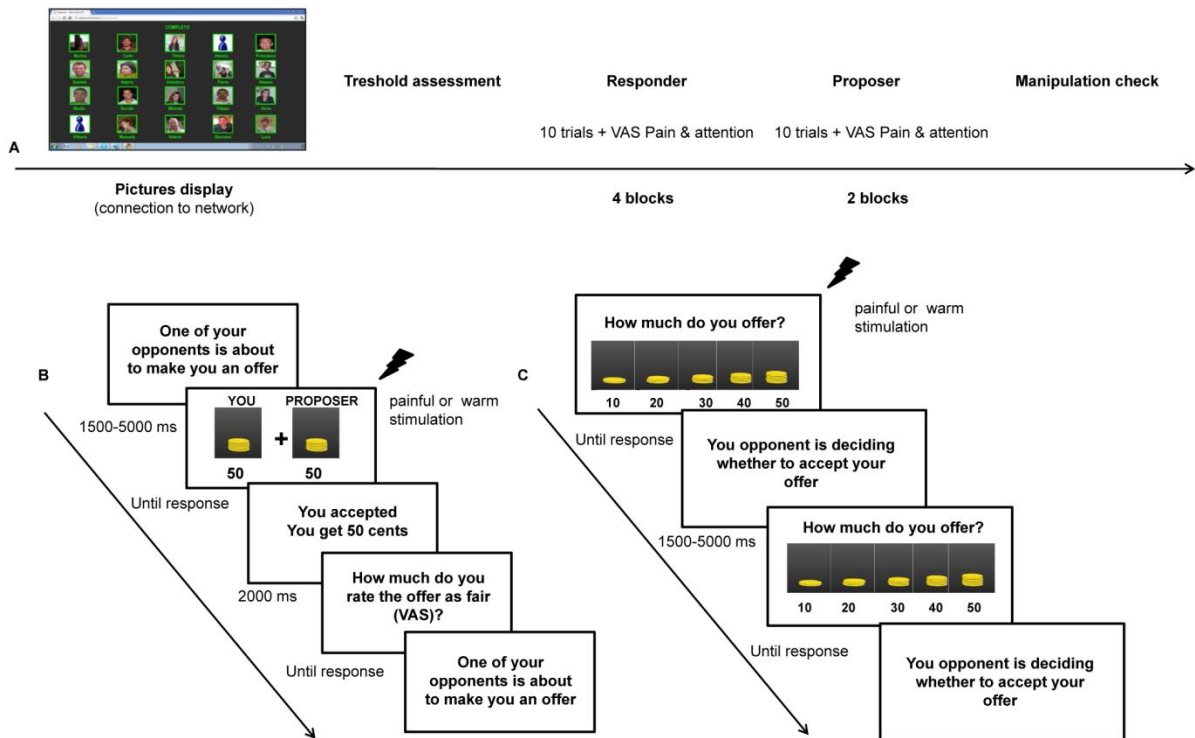 COMPLETE
A
Treshold assessment
Responder
Proposer
Manipulation check
10 trials + VAS Pain & attention
10 trials + VAS Pain & attention
Pictures display
(connection to network)
4 blocks
2 blocks
B
One of your
opponents is about
to make you an offer
1500-5000 ms
YOU
PROPOSER
+
50
50
painful or warm
stimulation
Until response
You accepted
You get 50 cents
2000 ms
How much do you
rate the offer as fair
(VAS)?
Until response
One of your
opponents is about
to make you an offer
C
How much do you offer?
10 20 30 40 50
painful or warm
stimulation
Until response
You opponent is deciding
whether to accept your
offer
1500-5000 ms
How much do you offer?
10 20 30 40 50
Until response
You opponent is deciding
whether to accept your
offer